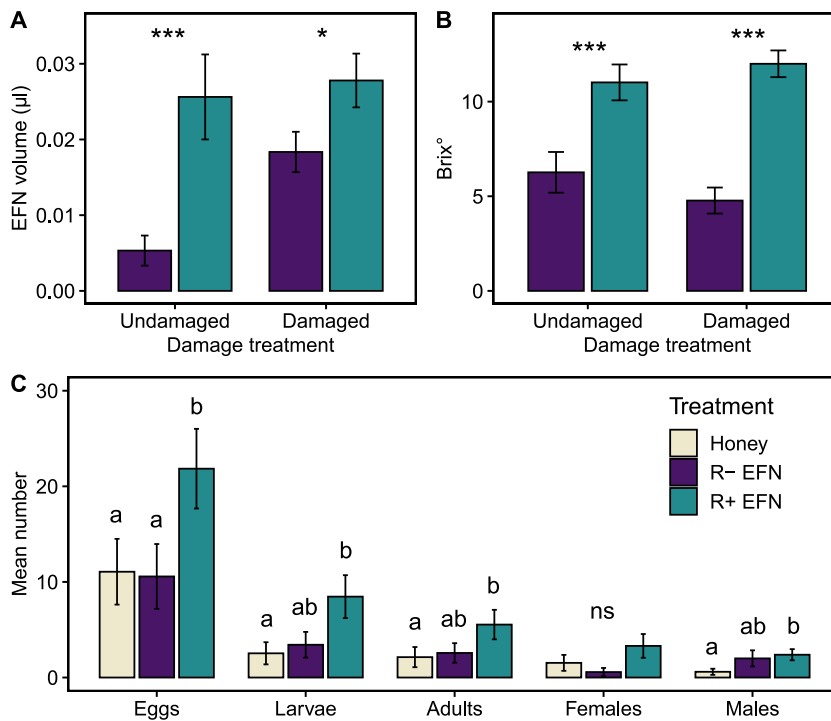 A
EFN volume (µl)
0.03
0.02
0.01
0.00
***
*
Undamaged
Damaged
Damage treatment
B
Brix°
10
5
0
***
***
Undamaged
Damaged
Damage treatment
C
Mean number
30
20
10
0
a
a
b
a
ab
b
a
ab
b
ns
a
ab
b
Eggs
Larvae
Adults
Females
Males
Treatment
Honey
R− EFN
R+ EFN